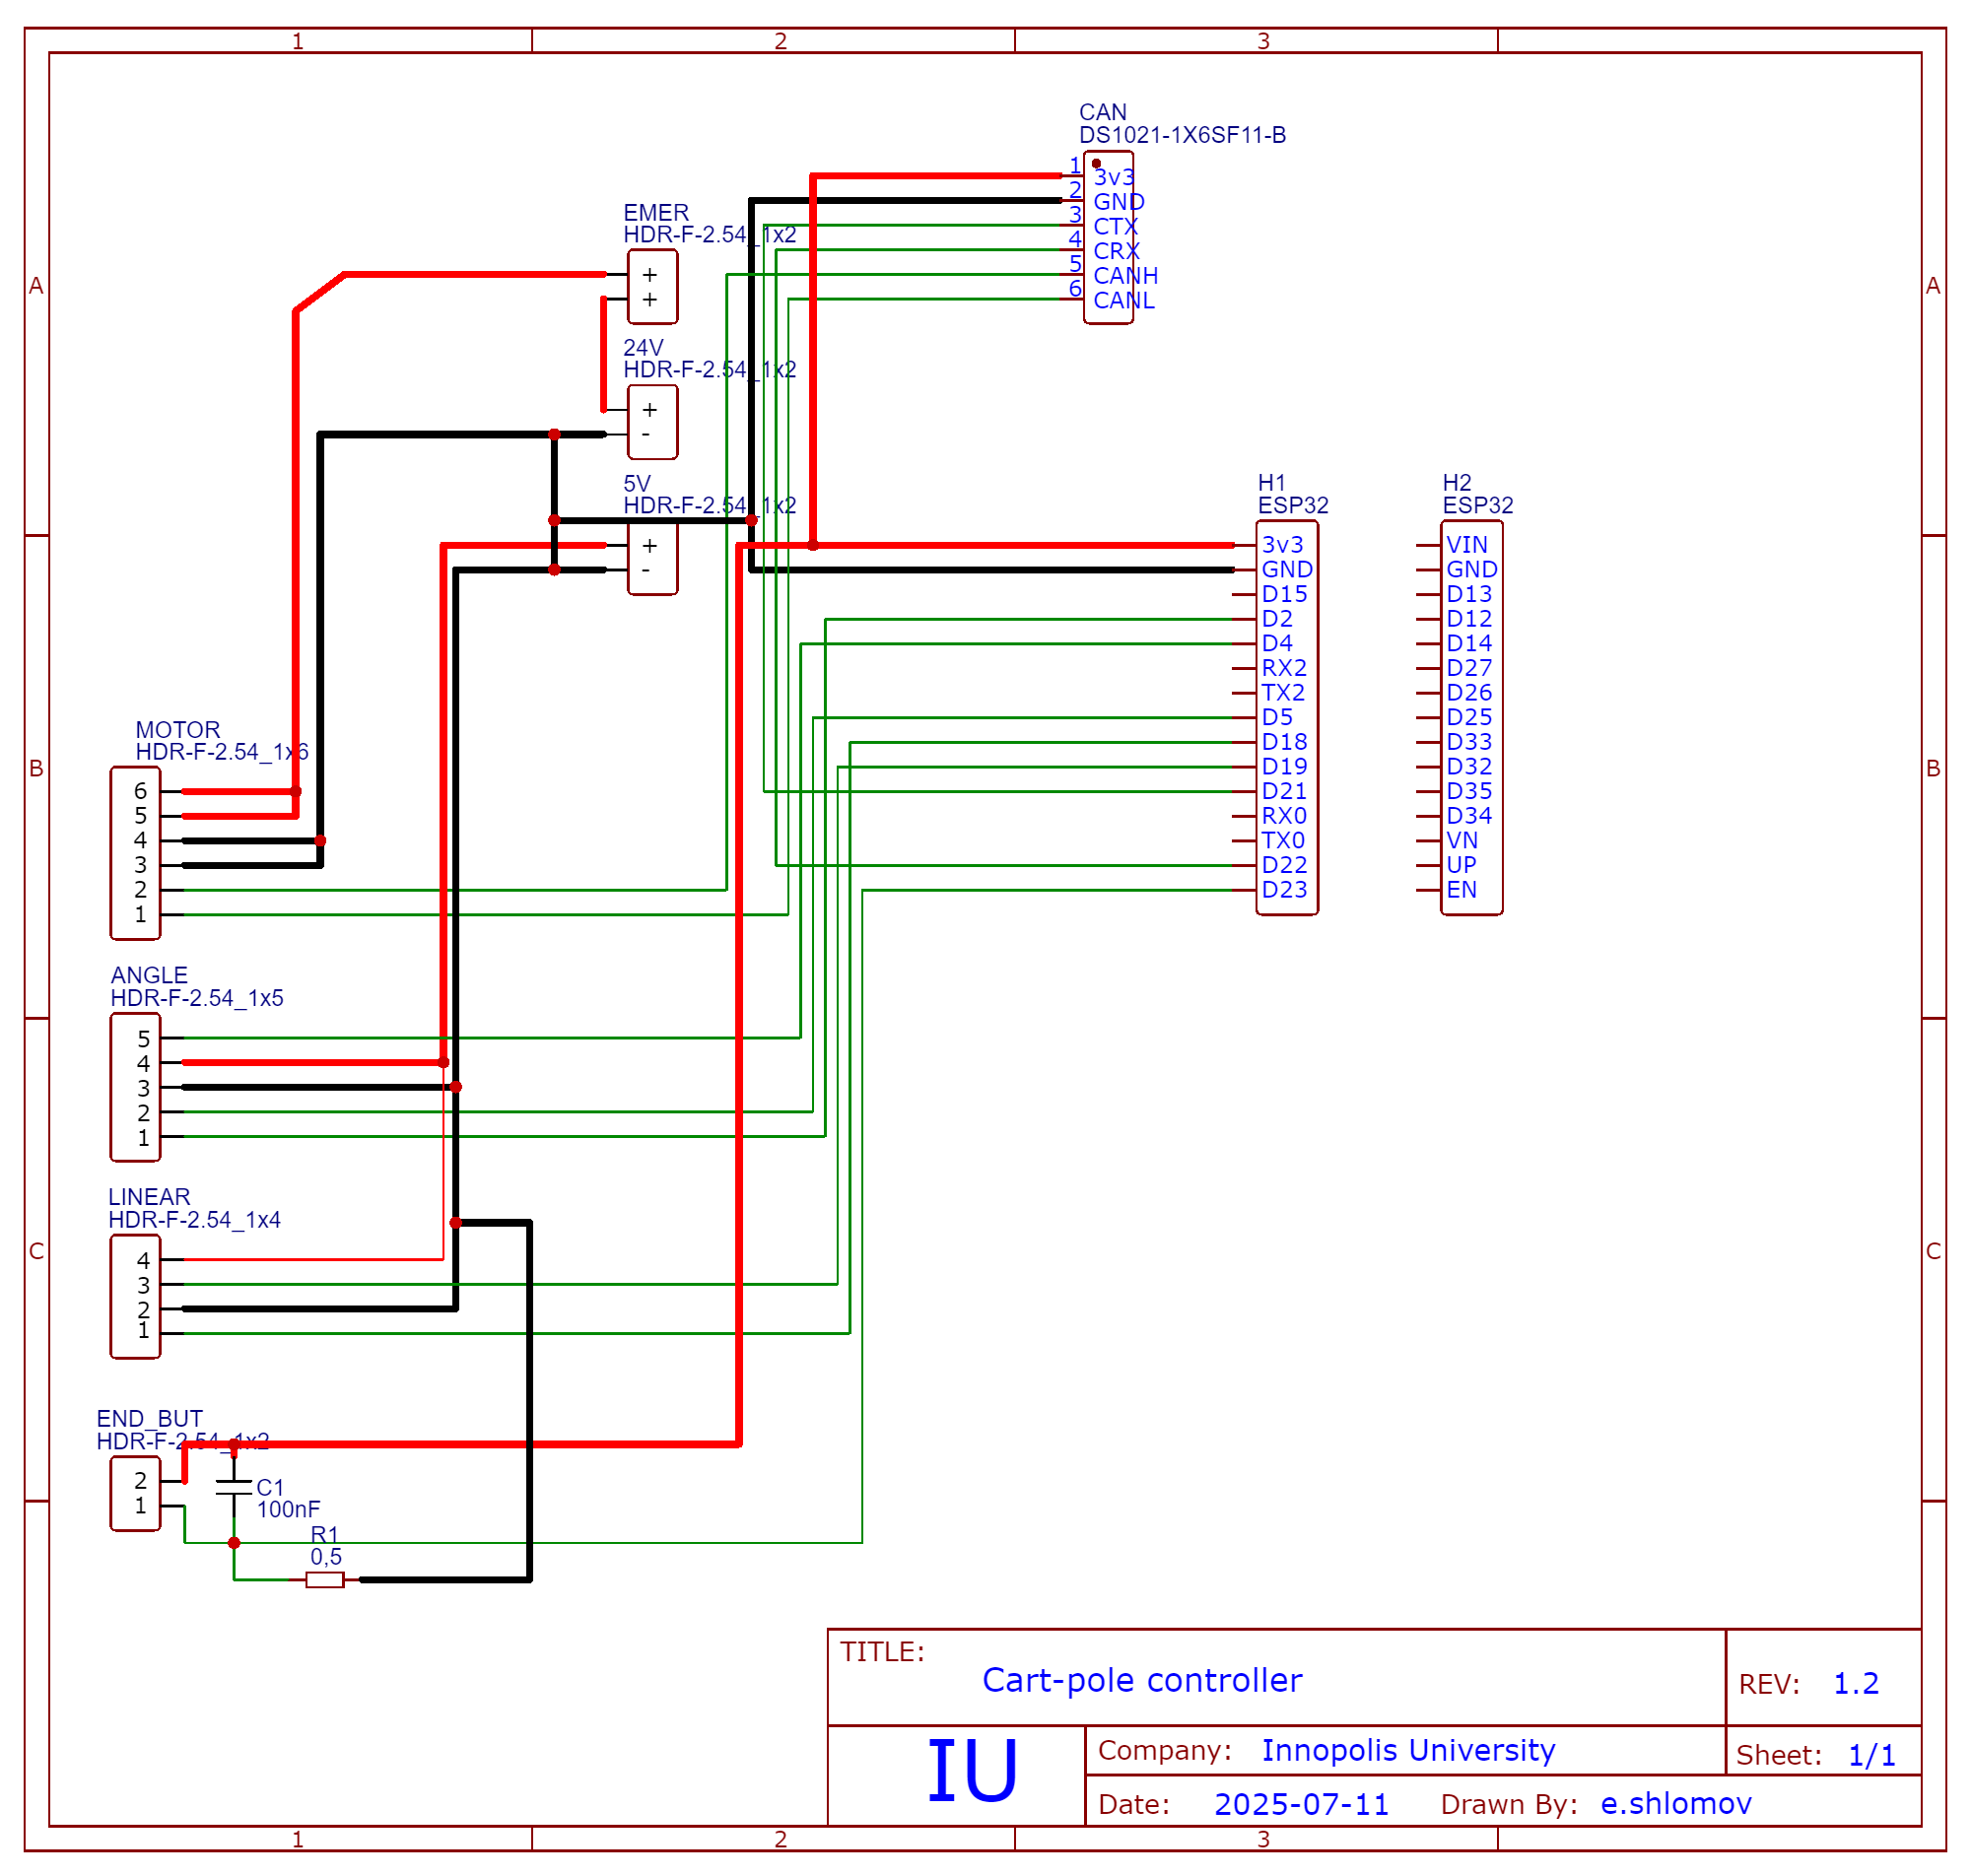 1
2
3
A
B
C
A
B
C
CAN
DS1021-1X6SF11-B
1 3v3
2 GND
3 CTX
4 CRX
5 CANH
6 CANL
EMER
HDR-F-2.54_1x2
+
+
24V
HDR-F-2.54_1x2
+
-
5V
HDR-F-2.54_1x2
+
-
H1
ESP32
3v3
GND
D15
D2
D4
RX2
TX2
D5
D18
D19
D21
RX0
TX0
D22
D23
H2
ESP32
VIN
GND
D13
D12
D14
D27
D26
D25
D33
D32
D35
D34
VN
UP
EN
MOTOR
HDR-F-2.54_1x6
6
5
4
3
2
1
ANGLE
HDR-F-2.54_1x5
5
4
3
2
1
LINEAR
HDR-F-2.54_1x4
4
3
2
1
END_BUT
HDR-F-2.54_1x2
2
1
C1
100nF
R1
0,5
TITLE:
Cart-pole controller
REV: 1.2
IU
Company: Innopolis University
Sheet: 1/1
Date: 2025-07-11 Drawn By: e.shlomov
1
2
3